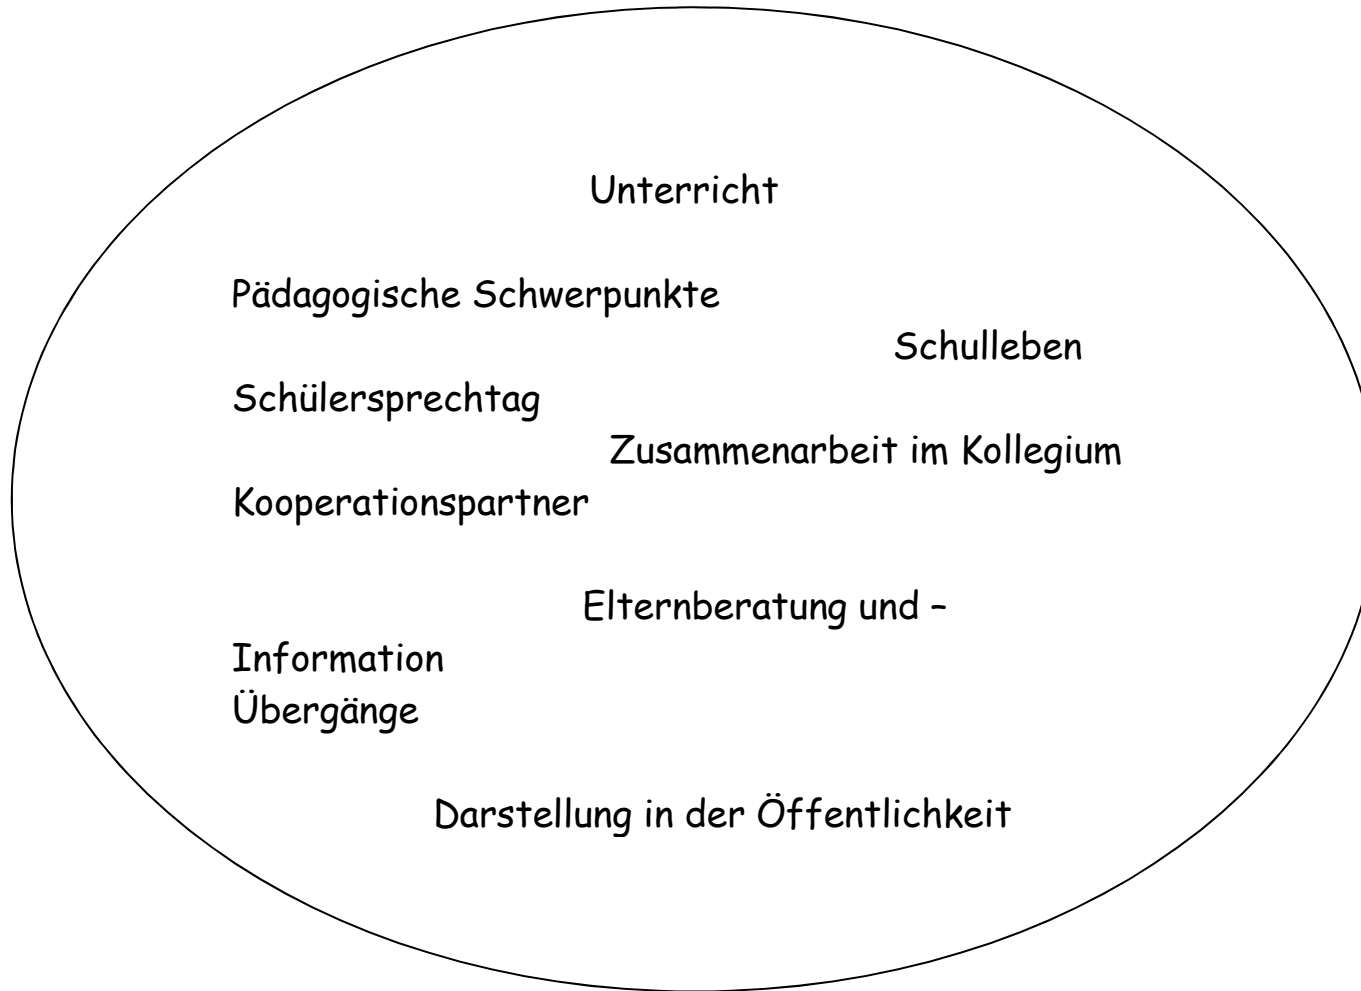 Unterricht
Pädagogische Schwerpunkte
Schulleben
Schülersprechtag
Zusammenarbeit im Kollegium
Kooperationspartner
Elternberatung und –
Information
Übergänge
Darstellung in der Öffentlichkeit